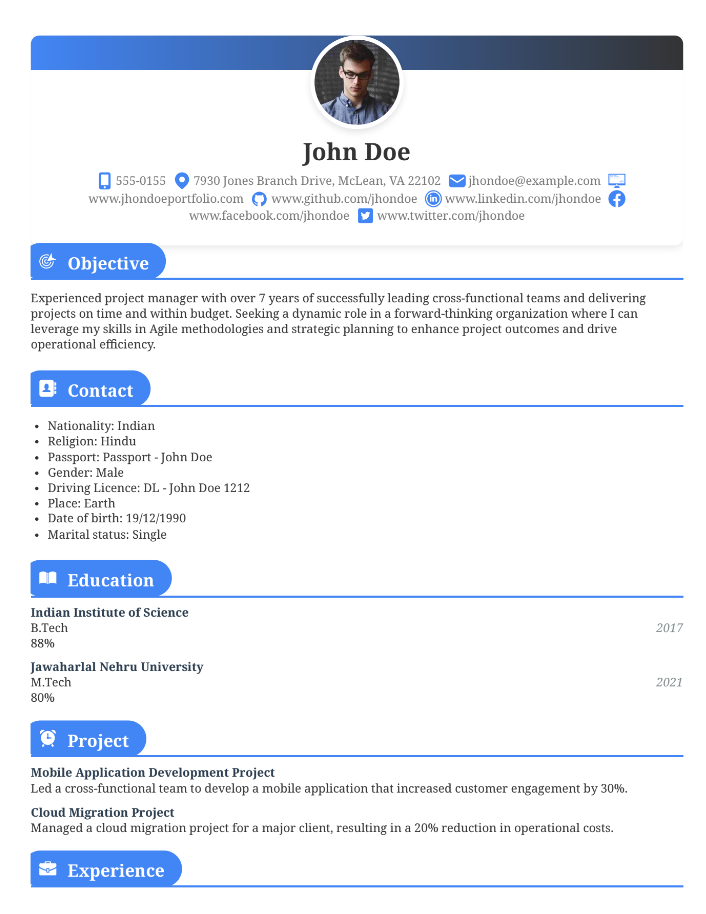 John Doe
555-0155 7930 Jones Branch Drive, McLean, VA 22102 jhondoe@example.com
www.jhondoeportfolio.com www.github.com/jhondoe www.linkedin.com/jhondoe
www.facebook.com/jhondoe www.twitter.com/jhondoe
Objective
Experienced project manager with over 7 years of successfully leading cross-functional teams and delivering
projects on time and within budget. Seeking a dynamic role in a forward-thinking organization where I can
leverage my skills in Agile methodologies and strategic planning to enhance project outcomes and drive
operational efficiency.
Contact
• Nationality: Indian
• Religion: Hindu
• Passport: Passport - John Doe
• Gender: Male
• Driving Licence: DL - John Doe 1212
• Place: Earth
• Date of birth: 19/12/1990
• Marital status: Single
Education
Indian Institute of Science
B.Tech 2017
88%
Jawaharlal Nehru University
M.Tech 2021
80%
Project
Mobile Application Development Project
Led a cross-functional team to develop a mobile application that increased customer engagement by 30%.
Cloud Migration Project
Managed a cloud migration project for a major client, resulting in a 20% reduction in operational costs.
Experience